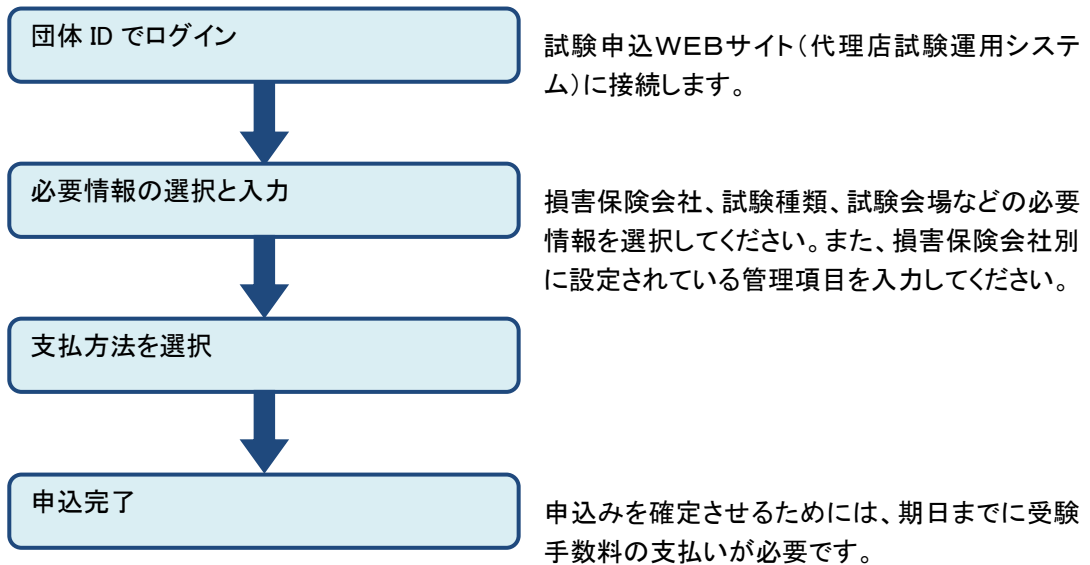 団体 ID でログイン
試験申込WEBサイト(代理店試験運用システ
ム)に接続します。
必要情報の選択と入力
損害保険会社、試験種類、試験会場などの必要
情報を選択してください。また、損害保険会社別
に設定されている管理項目を入力してください。
支払方法を選択
申込完了
申込みを確定させるためには、期日までに受験
手数料の支払いが必要です。